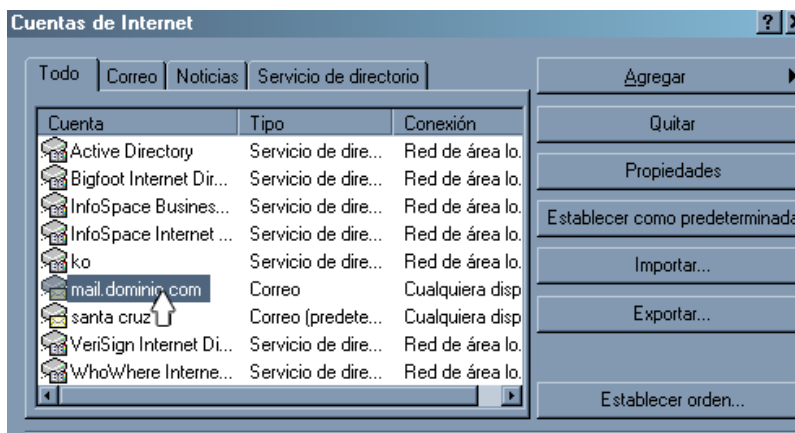 Cuentas de Internet
Todo Correo Noticias Servicio de directorio
Agregar
Cuenta Tipo Conexión
Quitar
Active Directory Servicio de dire... Red de área lo.
Bigfoot Internet Dir... Servicio de dire... Red de área lo.
Propiedades
InfoSpace Busines... Servicio de dire... Red de área lo.
InfoSpace Internet ... Servicio de dire... Red de área lo.
Establecer como predeterminada
ko Servicio de dire... Red de área lo.
Importar...
mail.dominio.com Correo Cualquiera disp
santa cruz Correo (predete... Cualquiera disp
Exportar...
VeriSign Internet Di... Servicio de dire... Red de área lo.
WhoWhere Interne... Servicio de dire... Red de área lo.
Establecer orden...